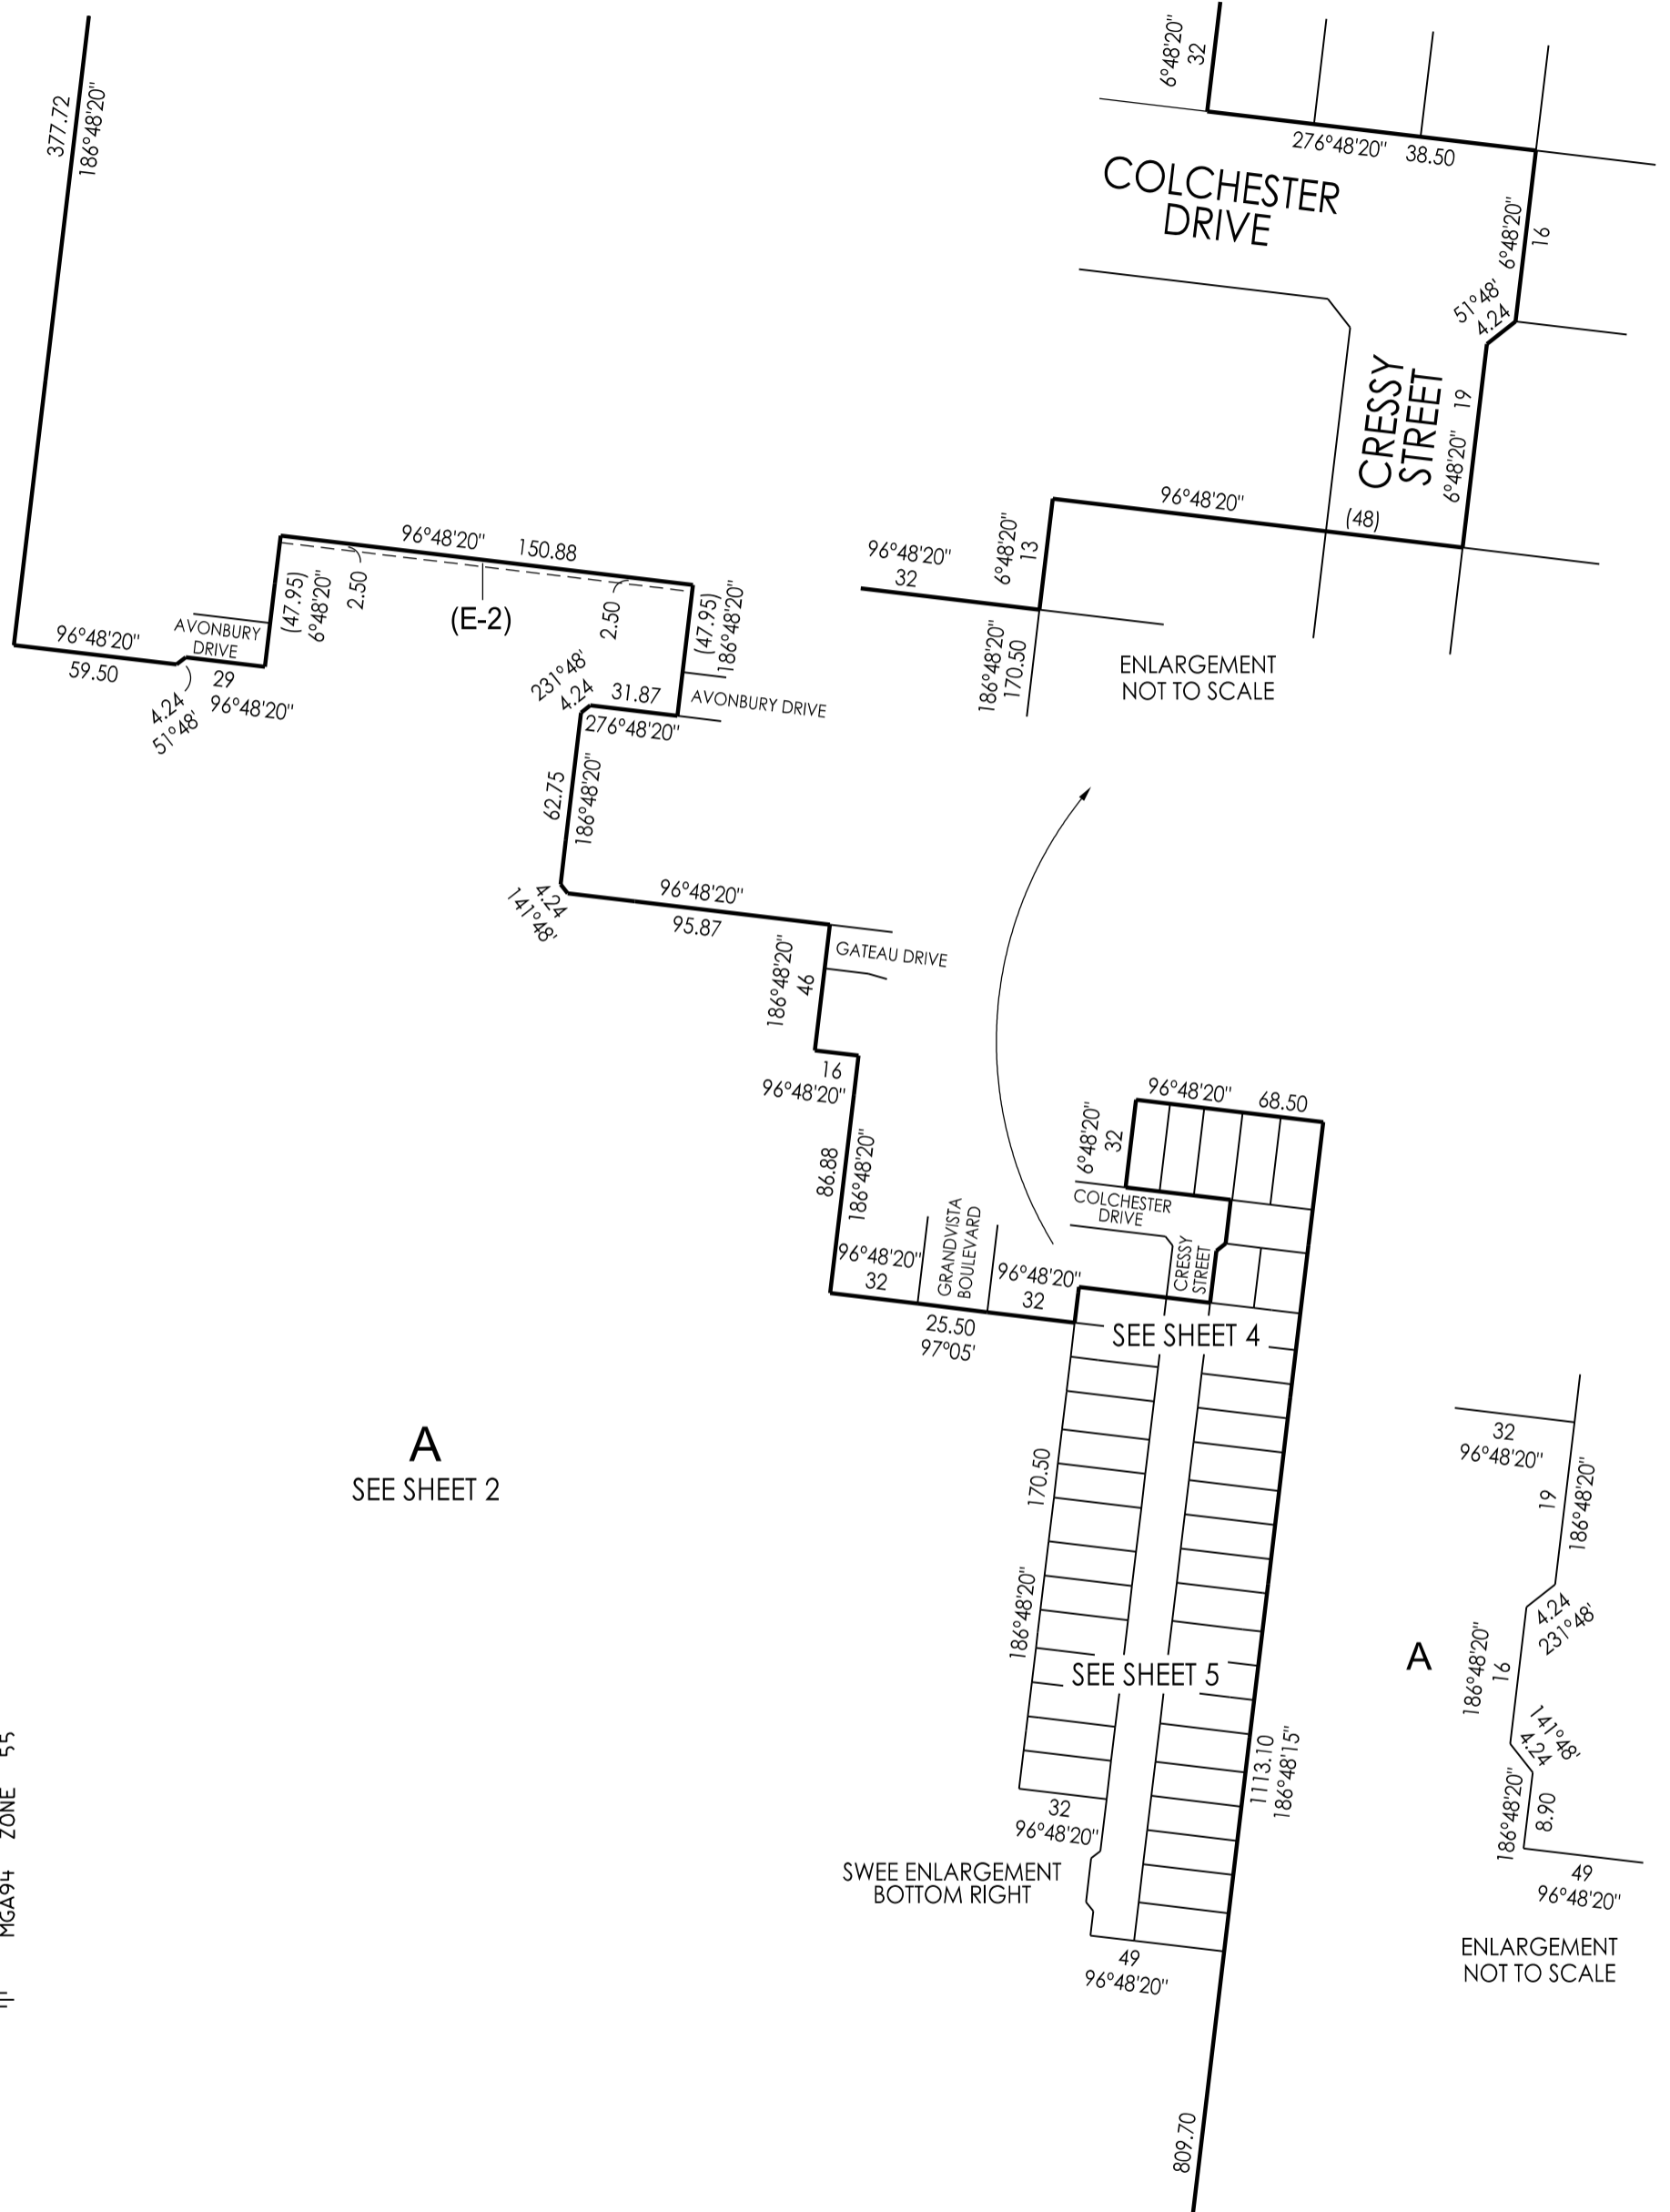 377.72
186°48'20"
6°48'20"
32
276°48'20" 38.50
COLCHESTER
DRIVE
6°48'20"
16
51°48'
4.24
CRESSY
STREET
6°48'20" 19
96°48'20"
(48)
6°48'20"
13
96°48'20"
32
186°48'20"
170.50
ENLARGEMENT
NOT TO SCALE
96°48'20" 150.88
(47.95)
6°48'20"
2.50
(E-2)
2.50
(47.95)
186°48'20"
AVONBURY
DRIVE
96°48'20"
59.50
4.24
51°48'
29
96°48'20"
231°48'
4.24
31.87
276°48'20"
AVONBURY DRIVE
62.75
186°48'20"
4.24
141°48'
96°48'20"
95.87
GATEAU DRIVE
186°48'20"
46
16
96°48'20"
86.88
186°48'20"
96°48'20" 68.50
6°48'20"
32
COLCHESTER
DRIVE
CRESSY
STREET
96°48'20"
32
GRANDVISTA
BOULEVARD
96°48'20"
32
25.50
97°05'
SEE SHEET 4
A
SEE SHEET 2
170.50
186°48'20"
SEE SHEET 5
1113.10
186°48'15"
32
96°48'20"
SWEE ENLARGEMENT
BOTTOM RIGHT
49
96°48'20"
809.70
32
96°48'20"
19
186°48'20"
4.24
231°48'
186°48'20"
16
A
141°48'
4.24
186°48'20"
8.90
49
96°48'20"
ENLARGEMENT
NOT TO SCALE
MGA94 ZONE 55